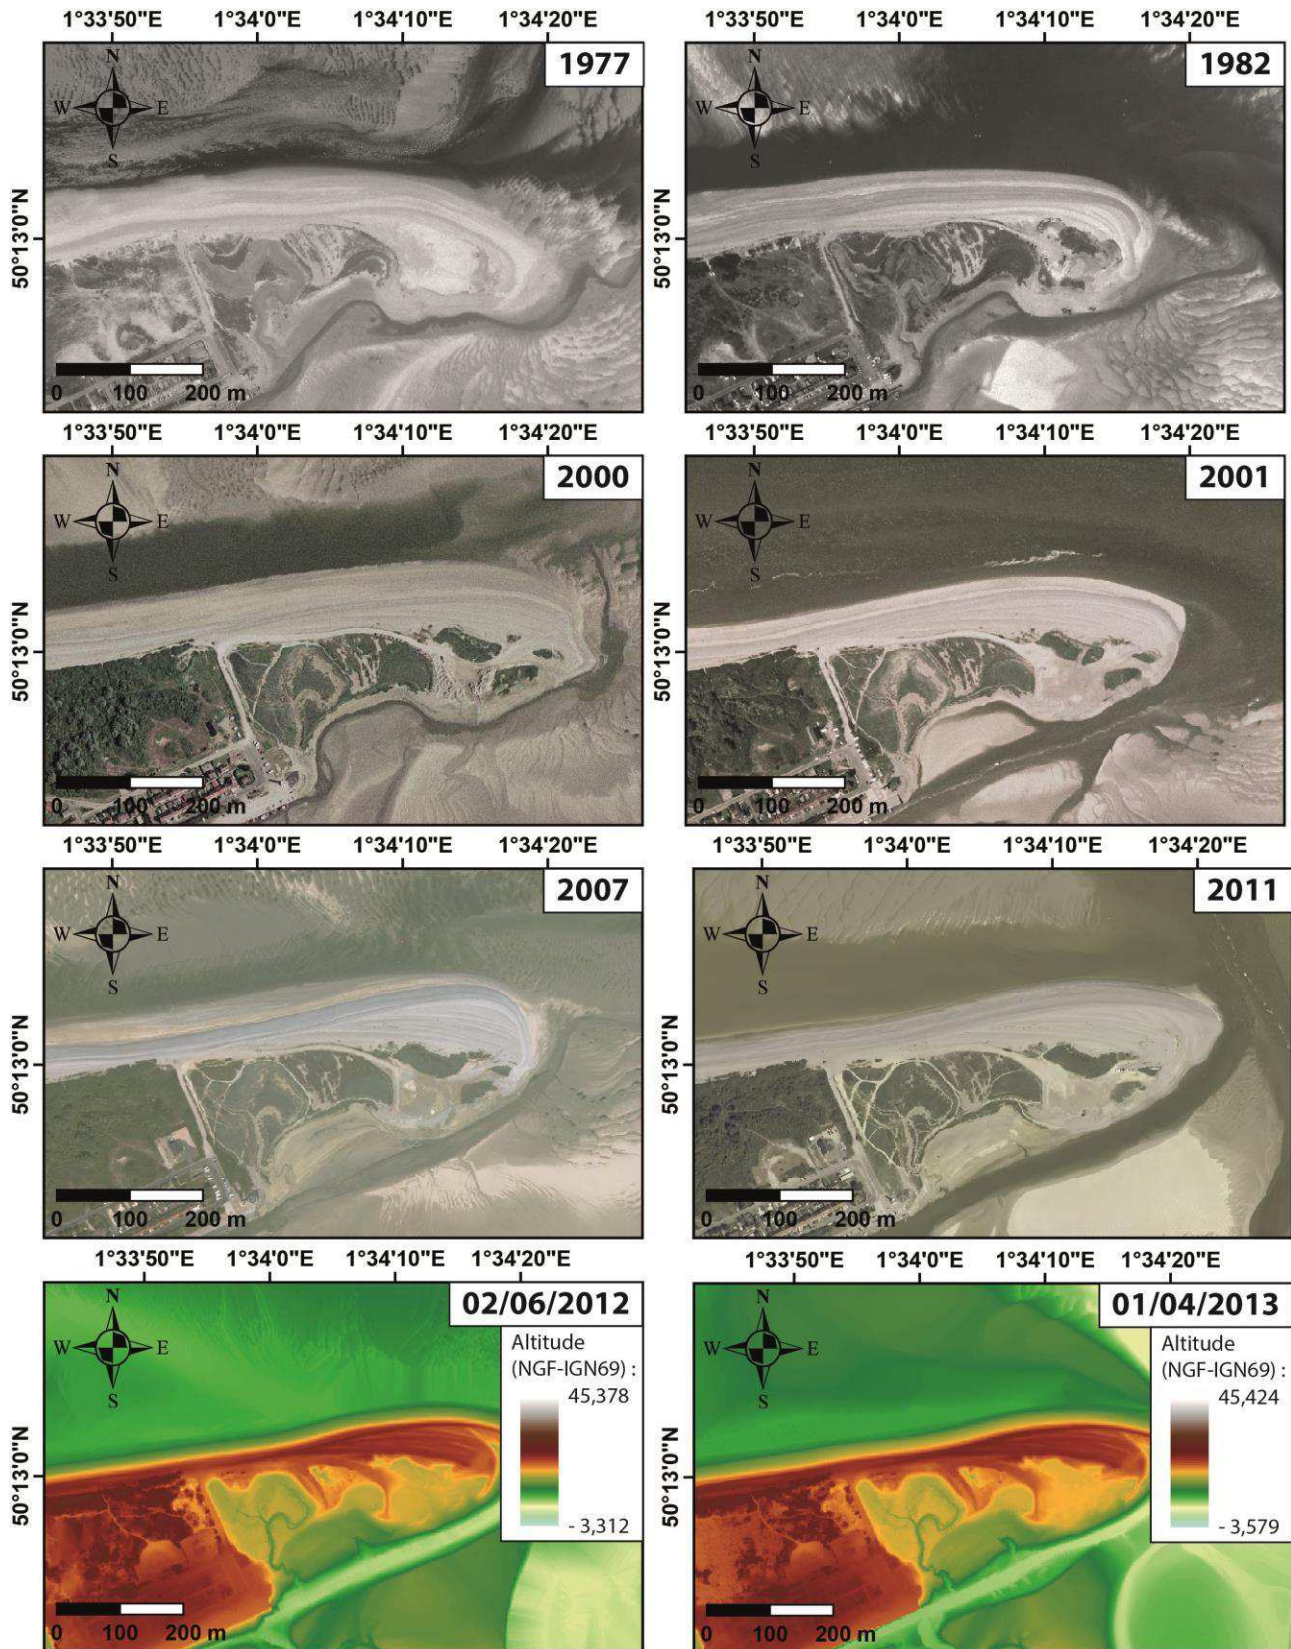 1°33'50"E 1°34'0"E 1°34'10"E 1°34'20"E
1°33'50"E 1°34'0"E 1°34'10"E 1°34'20"E
1977
N
W E
S
50°13'0"N
0 100 200 m
1982
N
W E
S
50°13'0"N
0 100 200 m
1°33'50"E 1°34'0"E 1°34'10"E 1°34'20"E
1°33'50"E 1°34'0"E 1°34'10"E 1°34'20"E
2000
N
W E
S
50°13'0"N
0 100 200 m
2001
N
W E
S
50°13'0"N
0 100 200 m
1°33'50"E 1°34'0"E 1°34'10"E 1°34'20"E
1°33'50"E 1°34'0"E 1°34'10"E 1°34'20"E
2007
N
W E
S
50°13'0"N
0 100 200 m
2011
N
W E
S
50°13'0"N
0 100 200 m
1°33'50"E 1°34'0"E 1°34'10"E 1°34'20"E
1°33'50"E 1°34'0"E 1°34'10"E 1°34'20"E
02/06/2012
N
W E
S
Altitude
(NGF-IGN69) :
45,378
- 3,312
50°13'0"N
0 100 200 m
01/04/2013
N
W E
S
Altitude
(NGF-IGN69) :
45,424
- 3,579
50°13'0"N
0 100 200 m